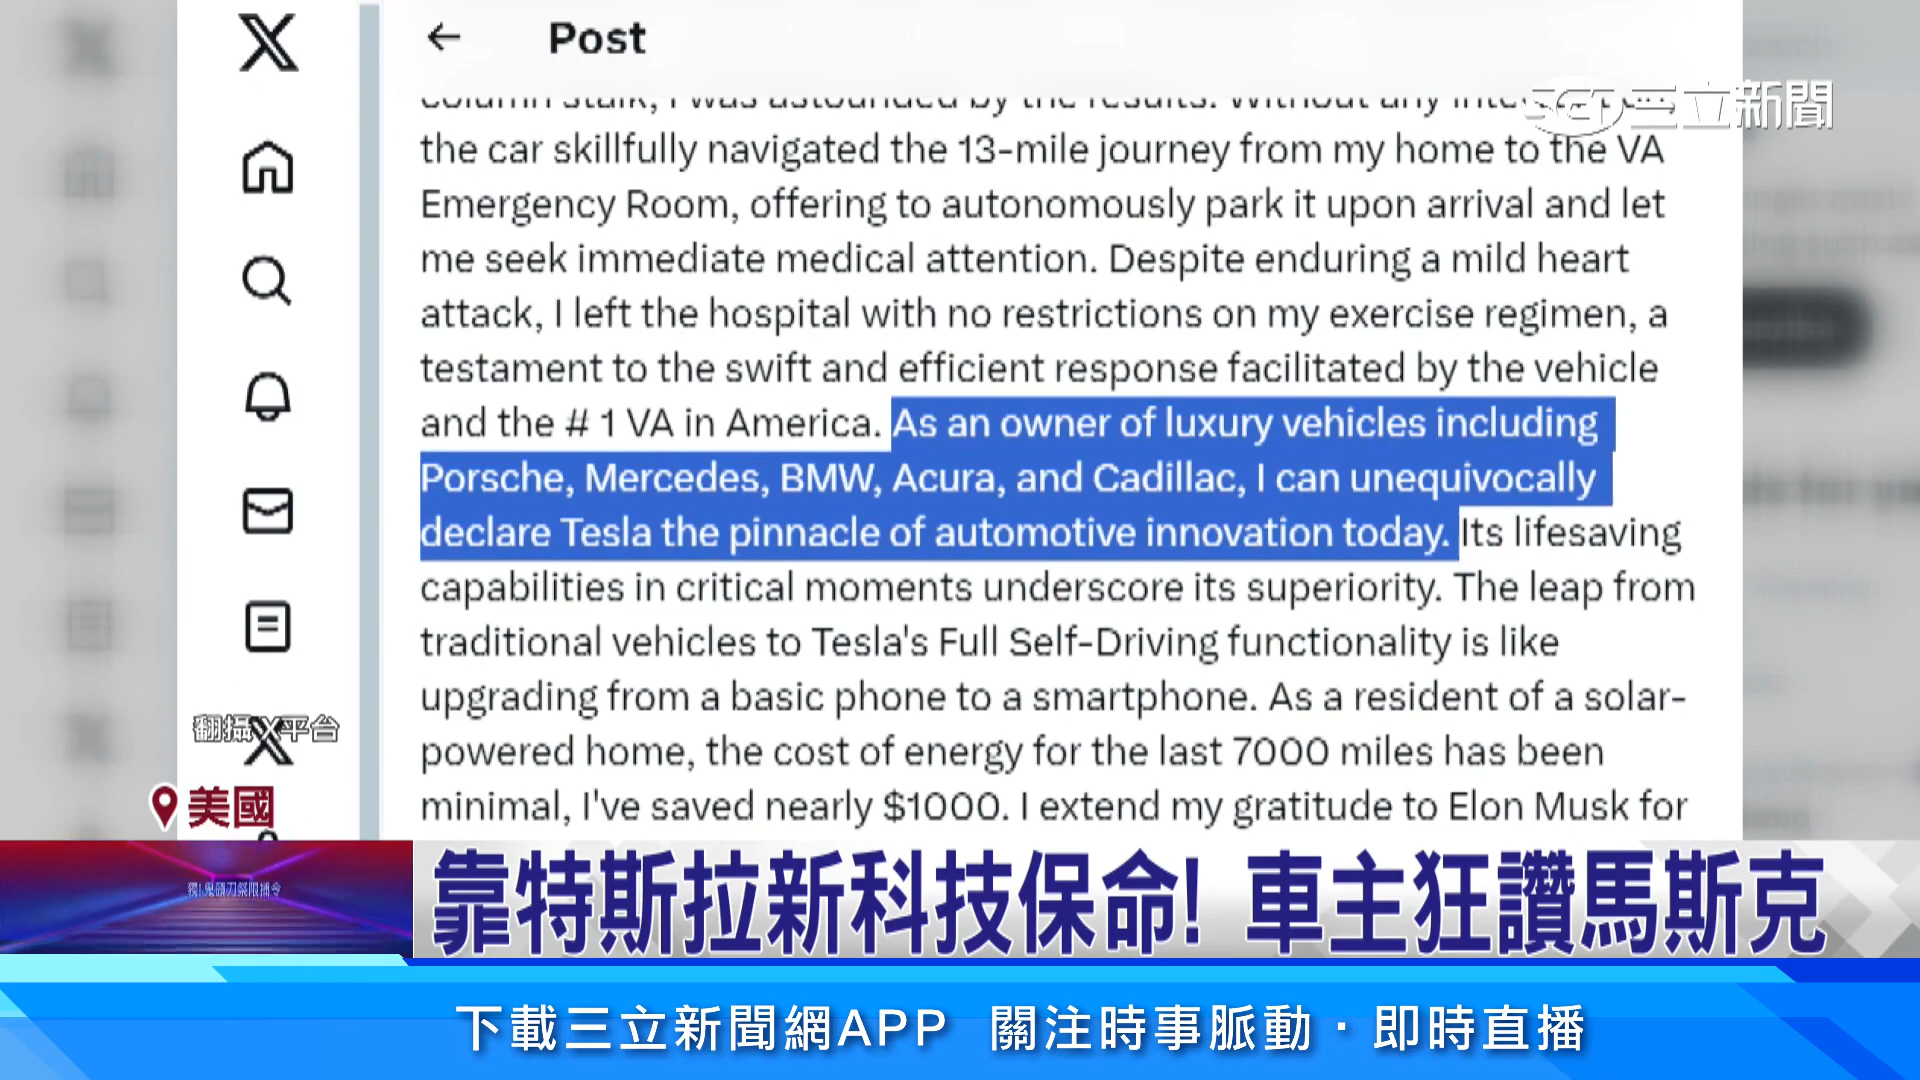 Post
column stalk, I was astounded by the results. Without any
三立新聞
the car skillfully navigated the 13-mile journey from my home to the VA
Emergency Room, offering to autonomously park it upon arrival and let
me seek immediate medical attention. Despite enduring a mild heart
attack, I left the hospital with no restrictions on my exercise regimen, a
testament to the swift and efficient response facilitated by the vehicle
and the # 1 VA in America. As an owner of luxury vehicles including
Porsche, Mercedes, BMW, Acura, and Cadillac, I can unequivocally
declare Tesla the pinnacle of automotive innovation today. Its lifesaving
capabilities in critical moments underscore its superiority. The leap from
traditional vehicles to Tesla's Full Self-Driving functionality is like
upgrading from a basic phone to a smartphone. As a resident of a solar-
powered home, the cost of energy for the last 7000 miles has been
minimal, I've saved nearly $1000. I extend my gratitude to Elon Musk for
翻攝X平台
美國
靠特斯拉新科技保命! 車主狂讚馬斯克
下載三立新聞網APP 關注時事脈動·即時直播